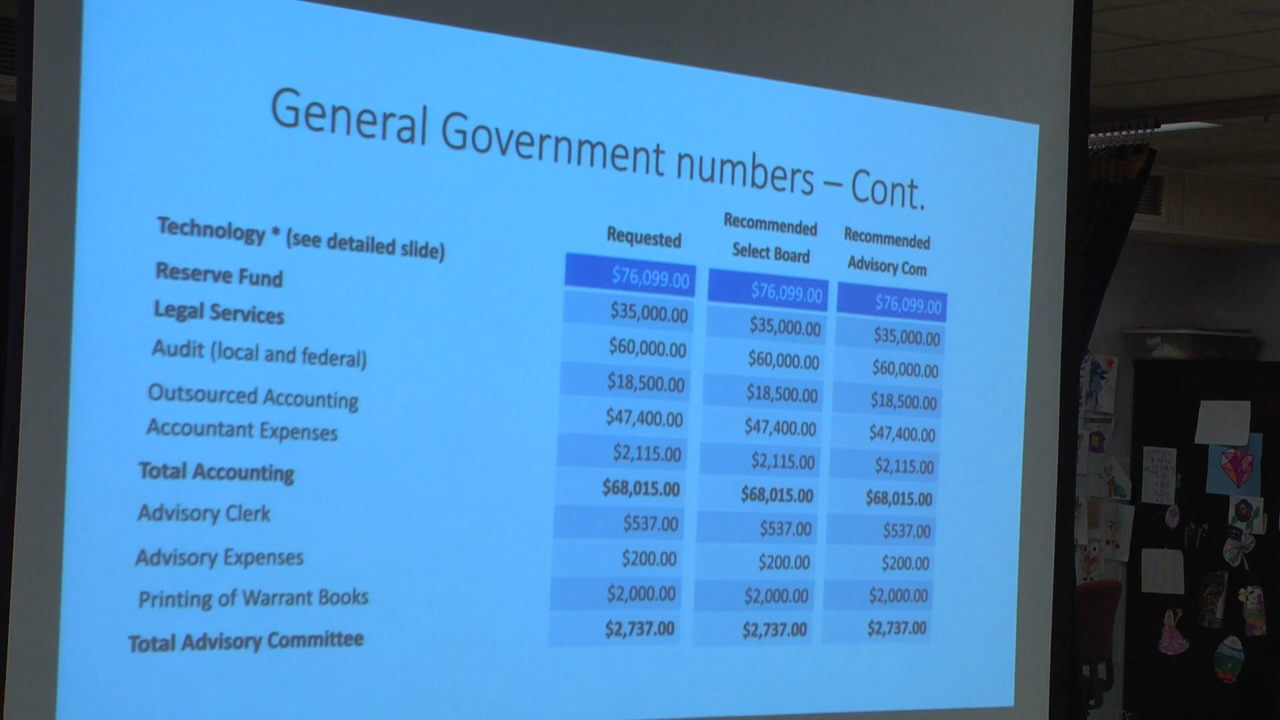 General Government numbers – Cont.
Requested Recommended Select Board Recommended Advisory Com
Technology * (see detailed slide) $76,099.00 $76,099.00 $76,099.00
Reserve Fund $35,000.00 $35,000.00 $35,000.00
Legal Services $60,000.00 $60,000.00 $60,000.00
Audit (local and federal) $18,500.00 $18,500.00 $18,500.00
Outsourced Accounting $47,400.00 $47,400.00 $47,400.00
Accountant Expenses $2,115.00 $2,115.00 $2,115.00
Total Accounting $68,015.00 $68,015.00 $68,015.00
Advisory Clerk $537.00 $537.00 $537.00
Advisory Expenses $200.00 $200.00 $200.00
Printing of Warrant Books $2,000.00 $2,000.00 $2,000.00
Total Advisory Committee $2,737.00 $2,737.00 $2,737.00